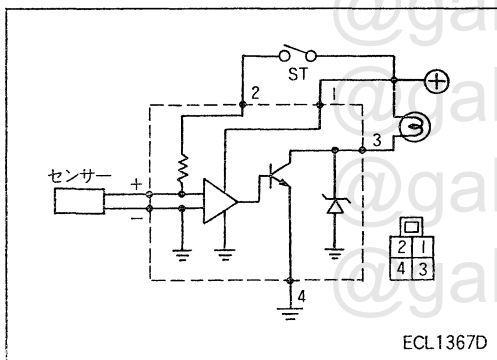 @gal
ST
2
1
@gal
3
センサー
+
−
@gal
2 1
4 3
4
@gal
ECL1367D